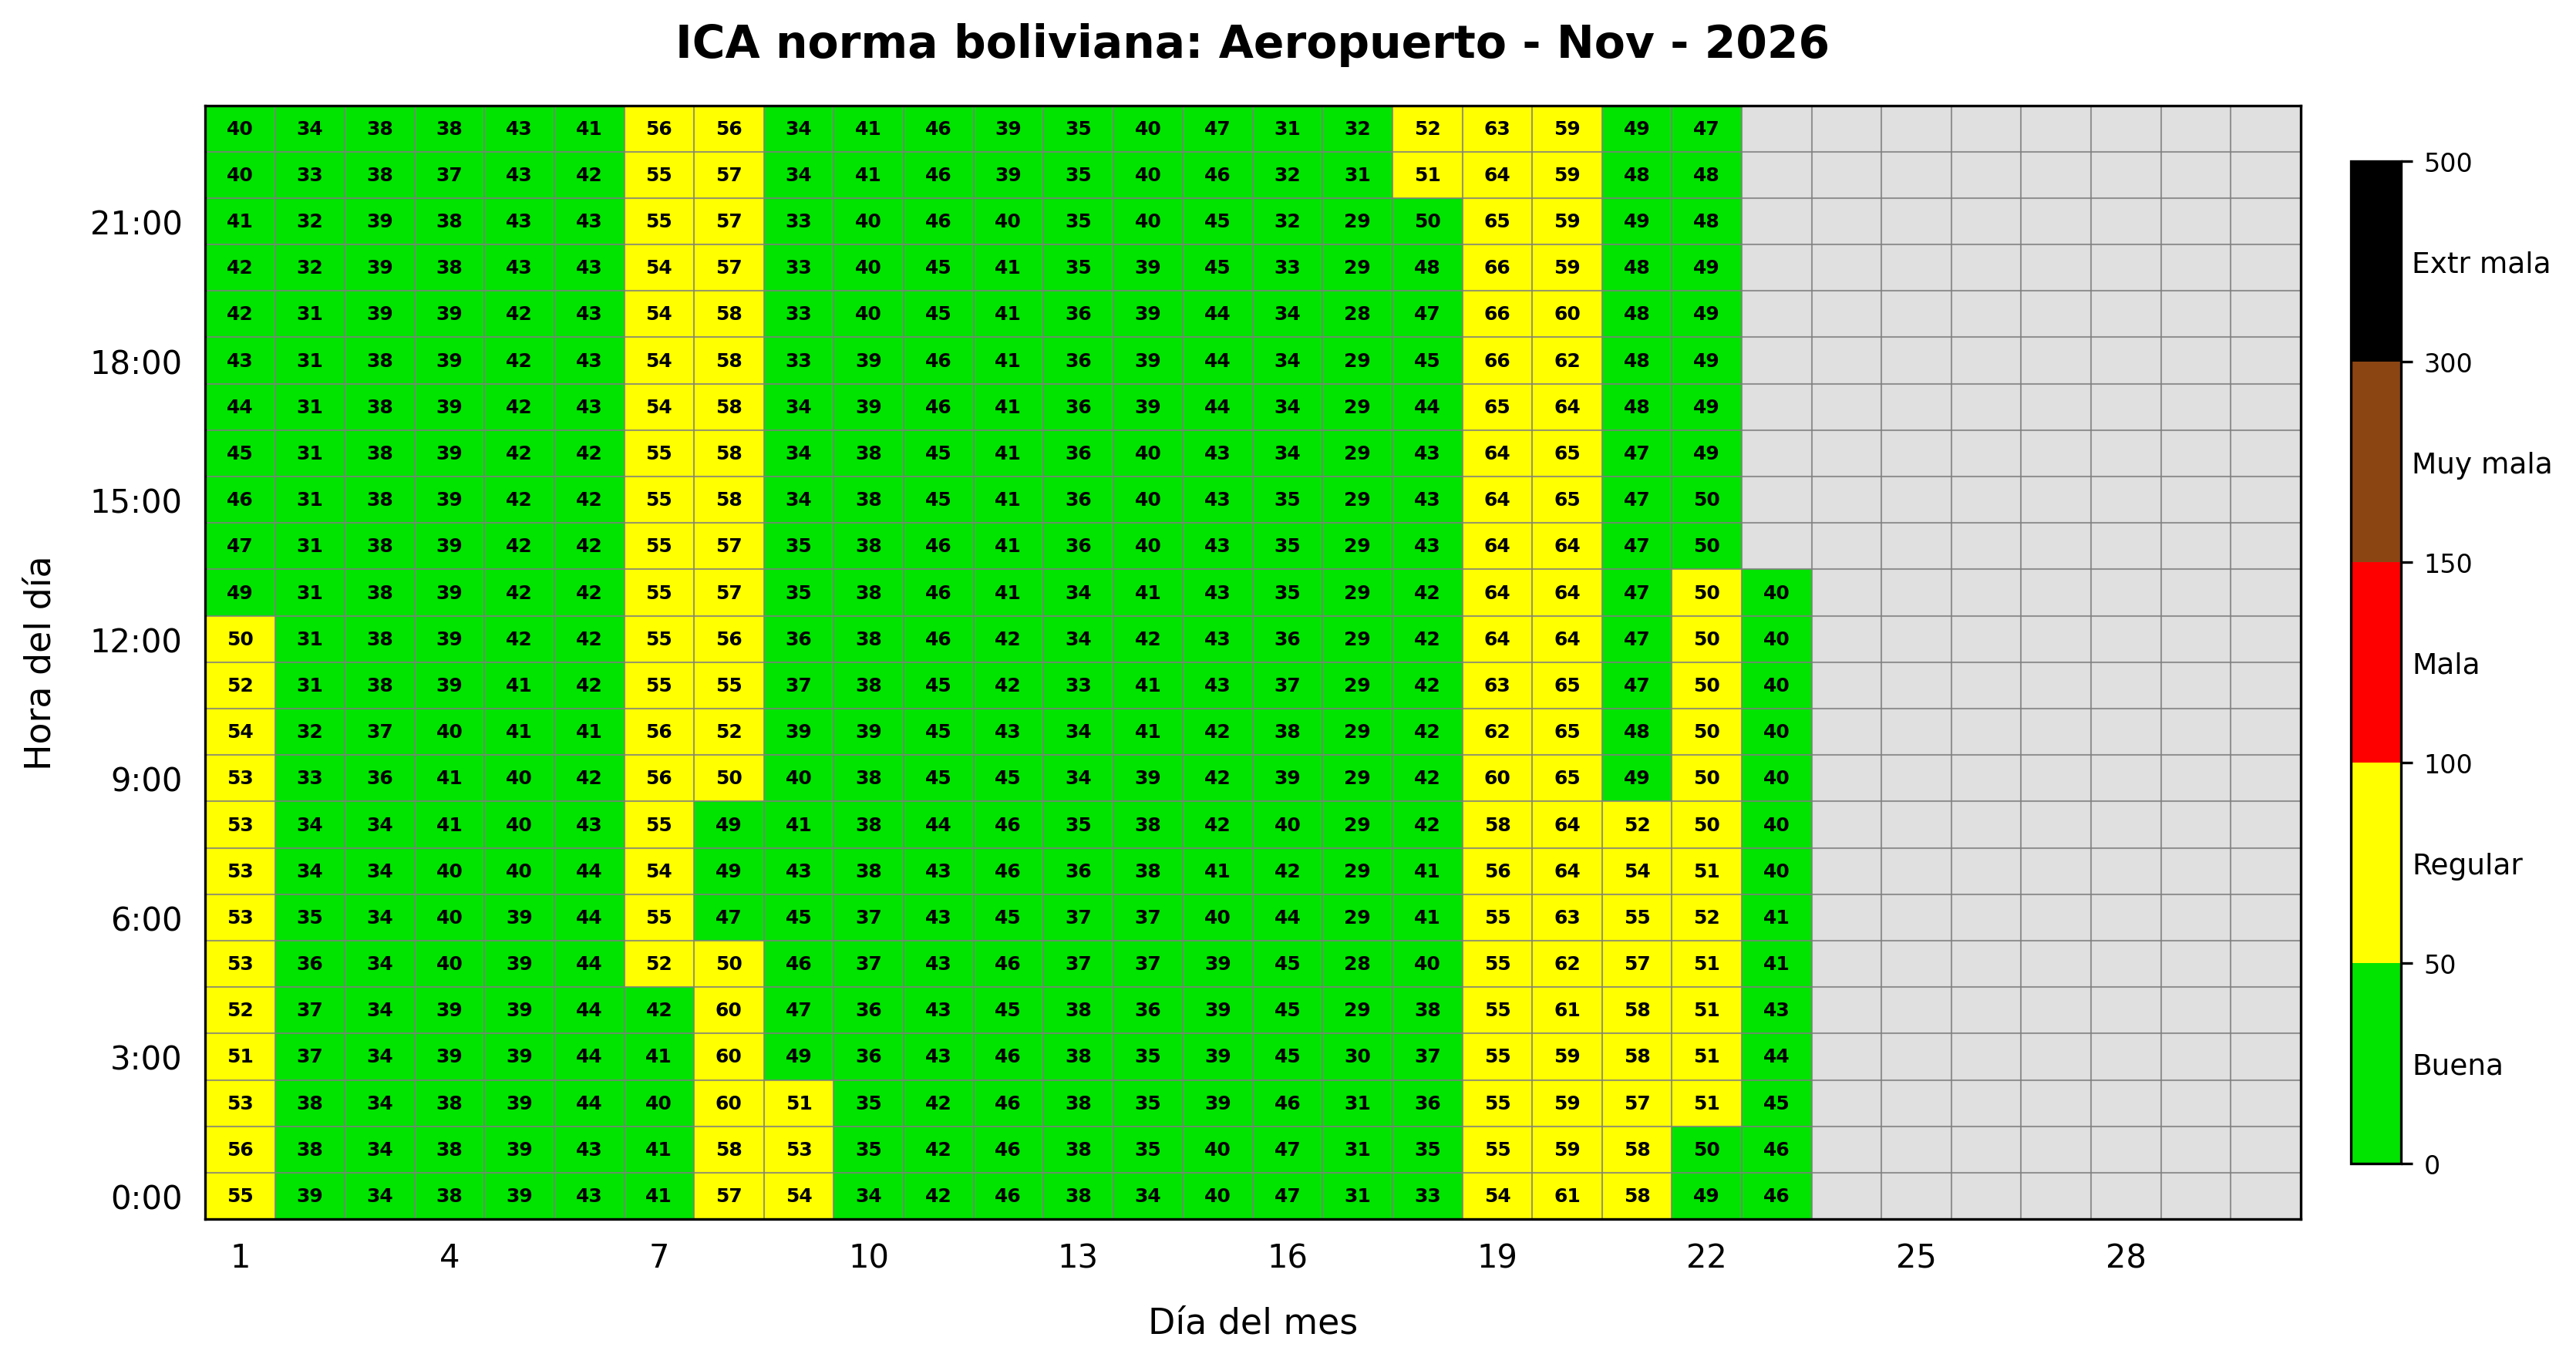 ICA norma boliviana: Aeropuerto - Nov - 2026
40 34 38 38 43 41 56 56 34 41 46 39 35 40 47 31 32 52 63 59 49 47
40 33 38 37 43 42 55 57 34 41 46 39 35 40 46 32 31 51 64 59 48 48
21:00 41 32 39 38 43 43 55 57 33 40 46 40 35 40 45 32 29 50 65 59 49 48
42 32 39 38 43 43 54 57 33 40 45 41 35 39 45 33 29 48 66 59 48 49
42 31 39 39 42 43 54 58 33 40 45 41 36 39 44 34 28 47 66 60 48 49
18:00 43 31 38 39 42 43 54 58 33 39 46 41 36 39 44 34 29 45 66 62 48 49
44 31 38 39 42 43 54 58 34 39 46 41 36 39 44 34 29 44 65 64 48 49
45 31 38 39 42 42 55 58 34 38 45 41 36 40 43 34 29 43 64 65 47 49
15:00 46 31 38 39 42 42 55 58 34 38 45 41 36 40 43 35 29 43 64 65 47 50
47 31 38 39 42 42 55 57 35 38 46 41 36 40 43 35 29 43 64 64 47 50
49 31 38 39 42 42 55 57 35 38 46 41 34 41 43 35 29 42 64 64 47 50 40
12:00 50 31 38 39 42 42 55 56 36 38 46 42 34 42 43 36 29 42 64 64 47 50 40
52 31 38 39 41 42 55 55 37 38 45 42 33 41 43 37 29 42 63 65 47 50 40
54 32 37 40 41 41 56 52 39 39 45 43 34 41 42 38 29 42 62 65 48 50 40
9:00 53 33 36 41 40 42 56 50 40 38 45 45 34 39 42 39 29 42 60 65 49 50 40
53 34 34 41 40 43 55 49 41 38 44 46 35 38 42 40 29 42 58 64 52 50 40
53 34 34 40 40 44 54 49 43 38 43 46 36 38 41 42 29 41 56 64 54 51 40
6:00 53 35 34 40 39 44 55 47 45 37 43 45 37 37 40 44 29 41 55 63 55 52 41
53 36 34 40 39 44 52 50 46 37 43 46 37 37 39 45 28 40 55 62 57 51 41
52 37 34 39 39 44 42 60 47 36 43 45 38 36 39 45 29 38 55 61 58 51 43
3:00 51 37 34 39 39 44 41 60 49 36 43 46 38 35 39 45 30 37 55 59 58 51 44
53 38 34 38 39 44 40 60 51 35 42 46 38 35 39 46 31 36 55 59 57 51 45
56 38 34 38 39 43 41 58 53 35 42 46 38 35 40 47 31 35 55 59 58 50 46
0:00 55 39 34 38 39 43 41 57 54 34 42 46 38 34 40 47 31 33 54 61 58 49 46
1 4 7 10 13 16 19 22 25 28
Día del mes
Hora del día
500
Extr mala
300
Muy mala
150
Mala
100
Regular
50
Buena
0